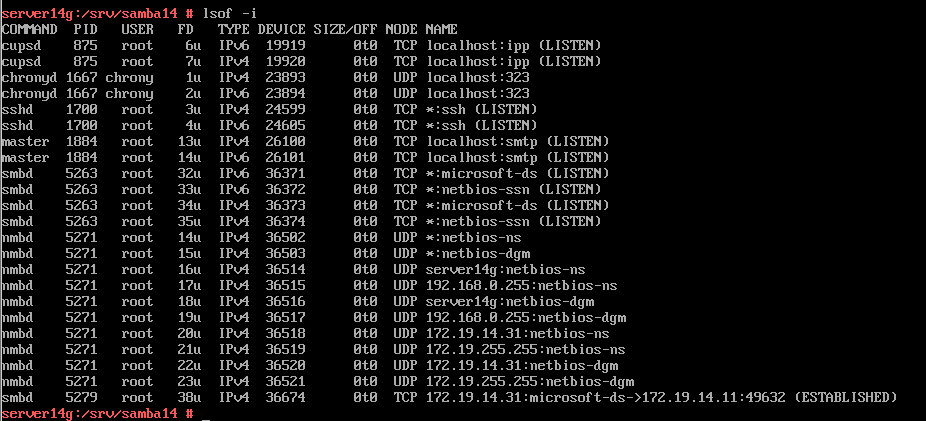 server14g:/srv/samba14 # lsof -i
COMMAND  PID   USER   FD   TYPE DEVICE SIZE/OFF NODE NAME
cupsd    875   root    6u  IPv6  19919      0t0  TCP localhost:ipp (LISTEN)
cupsd    875   root    7u  IPv4  19920      0t0  TCP localhost:ipp (LISTEN)
chronyd 1667 chrony    1u  IPv4  23893      0t0  UDP localhost:323
chronyd 1667 chrony    2u  IPv6  23894      0t0  UDP localhost:323
sshd    1700   root    3u  IPv4  24599      0t0  TCP *:ssh (LISTEN)
sshd    1700   root    4u  IPv6  24605      0t0  TCP *:ssh (LISTEN)
master  1884   root   13u  IPv4  26100      0t0  TCP localhost:smtp (LISTEN)
master  1884   root   14u  IPv6  26101      0t0  TCP localhost:smtp (LISTEN)
smbd    5263   root   32u  IPv6  36371      0t0  TCP *:microsoft-ds (LISTEN)
smbd    5263   root   33u  IPv6  36372      0t0  TCP *:netbios-ssn (LISTEN)
smbd    5263   root   34u  IPv4  36373      0t0  TCP *:microsoft-ds (LISTEN)
smbd    5263   root   35u  IPv4  36374      0t0  TCP *:netbios-ssn (LISTEN)
nmbd    5271   root   14u  IPv4  36502      0t0  UDP *:netbios-ns
nmbd    5271   root   15u  IPv4  36503      0t0  UDP *:netbios-dgm
nmbd    5271   root   16u  IPv4  36514      0t0  UDP server14g:netbios-ns
nmbd    5271   root   17u  IPv4  36515      0t0  UDP 192.168.0.255:netbios-ns
nmbd    5271   root   18u  IPv4  36516      0t0  UDP server14g:netbios-dgm
nmbd    5271   root   19u  IPv4  36517      0t0  UDP 192.168.0.255:netbios-dgm
nmbd    5271   root   20u  IPv4  36518      0t0  UDP 172.19.14.31:netbios-ns
nmbd    5271   root   21u  IPv4  36519      0t0  UDP 172.19.255.255:netbios-ns
nmbd    5271   root   22u  IPv4  36520      0t0  UDP 172.19.14.31:netbios-dgm
nmbd    5271   root   23u  IPv4  36521      0t0  UDP 172.19.255.255:netbios-dgm
smbd    5279   root   38u  IPv4  36674      0t0  TCP 172.19.14.31:microsoft-ds->172.19.14.11:49632 (ESTABLISHED)
server14g:/srv/samba14 # _